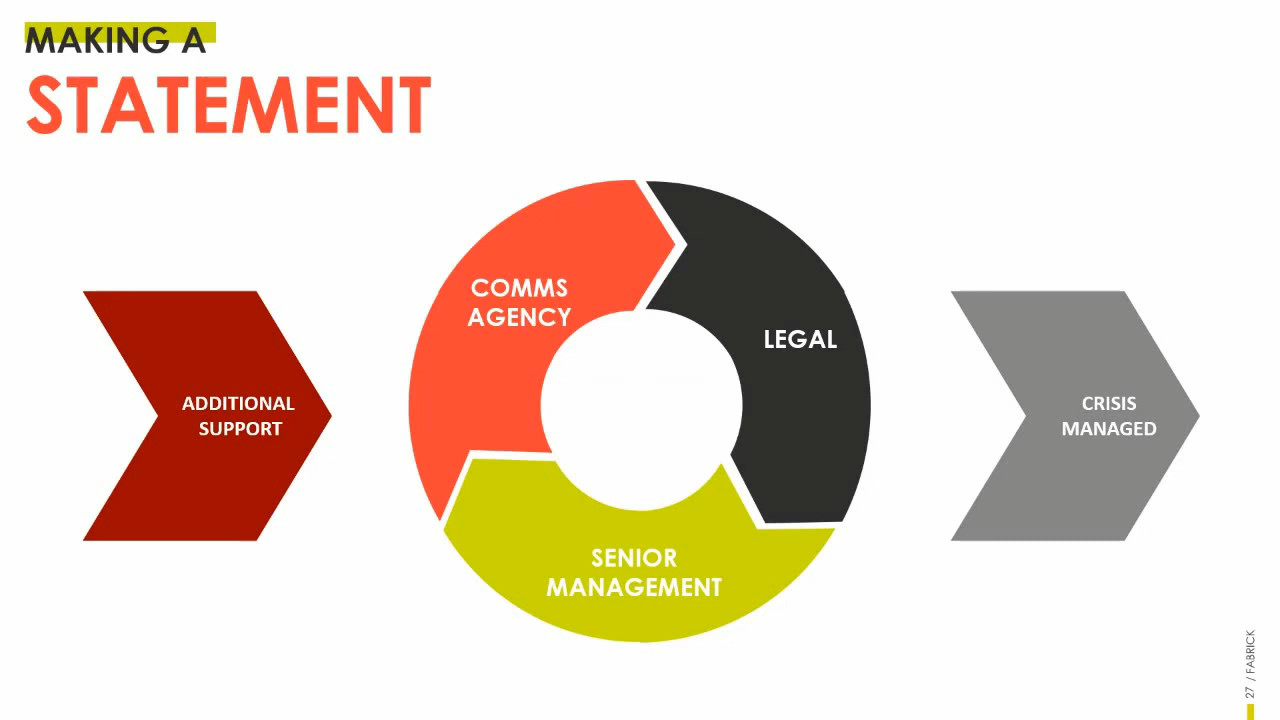 MAKING A
STATEMENT
COMMS
AGENCY
LEGAL
ADDITIONAL
SUPPORT
CRISIS
MANAGED
SENIOR
MANAGEMENT
27 / FABRICK